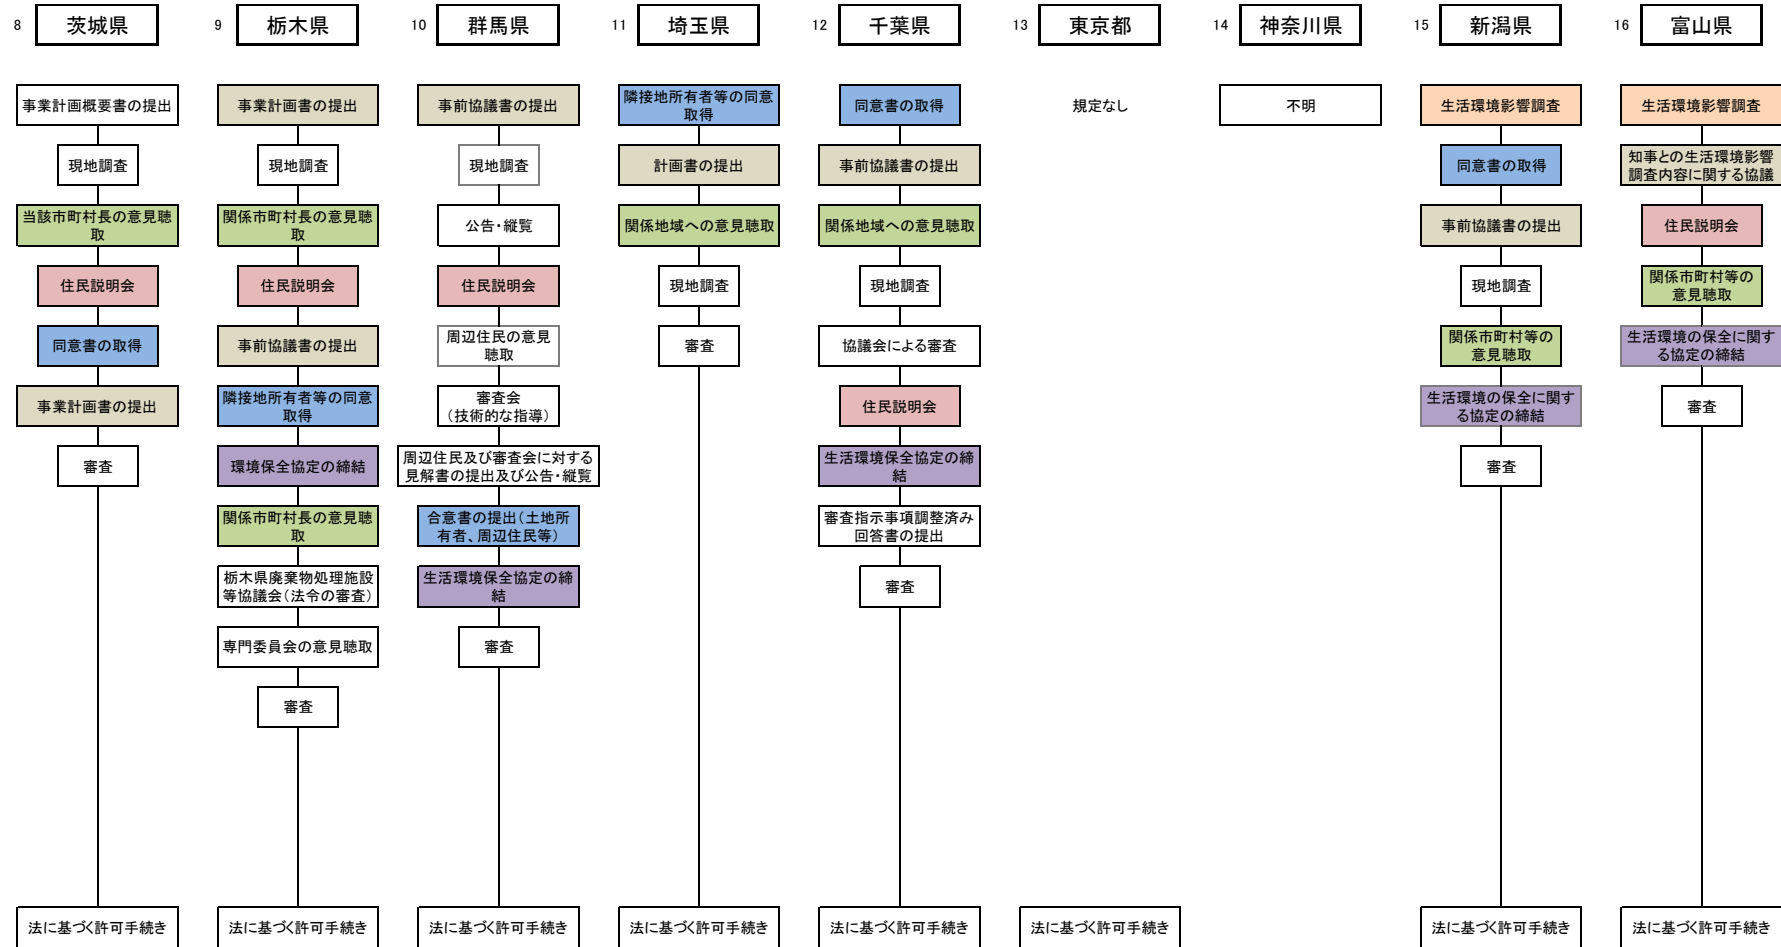 8 茨城県
事業計画概要書の提出
現地調査
当該市町村長の意見聴
取
住民説明会
同意書の取得
事業計画書の提出
審査
法に基づく許可手続き
9 栃木県
事業計画書の提出
現地調査
関係市町村長の意見聴
取
住民説明会
事前協議書の提出
隣接地所有者等の同意
取得
環境保全協定の締結
関係市町村長の意見聴
取
栃木県廃棄物処理施設
等協議会(法令の審査)
専門委員会の意見聴取
審査
法に基づく許可手続き
10 群馬県
事前協議書の提出
現地調査
公告・縦覧
住民説明会
周辺住民の意見
聴取
審査会
(技術的な指導)
周辺住民及び審査会に対する
見解書の提出及び公告・縦覧
合意書の提出(土地所
有者、周辺住民等)
生活環境保全協定の締
結
審査
法に基づく許可手続き
11 埼玉県
隣接地所有者等の同意
取得
計画書の提出
関係地域への意見聴取
現地調査
審査
法に基づく許可手続き
12 千葉県
同意書の取得
事前協議書の提出
関係地域への意見聴取
現地調査
協議会による審査
住民説明会
生活環境保全協定の締
結
審査指示事項調整済み
回答書の提出
審査
法に基づく許可手続き
13 東京都
規定なし
法に基づく許可手続き
14 神奈川県
不明
15 新潟県
生活環境影響調査
同意書の取得
事前協議書の提出
現地調査
関係市町村等の
意見聴取
生活環境の保全に関す
る協定の締結
審査
法に基づく許可手続き
16 富山県
生活環境影響調査
知事との生活環境影響
調査内容に関する協議
住民説明会
関係市町村等の
意見聴取
生活環境の保全に関す
る協定の締結
審査
法に基づく許可手続き